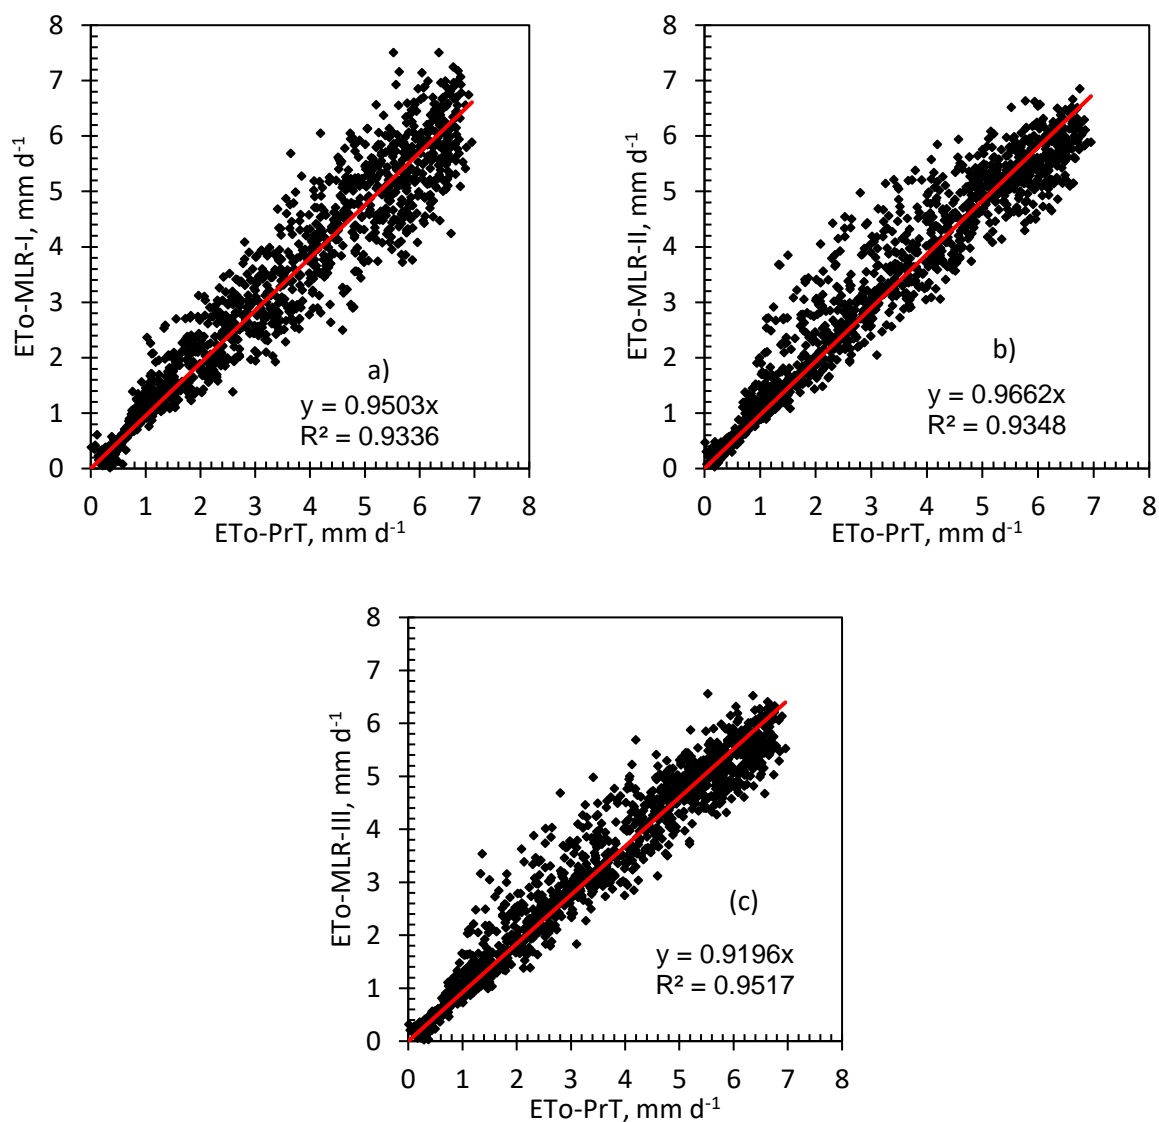 8
7
6
5
4
3
2
1
0
ETo-MLR-I, mm d⁻¹
a)
y = 0.9503x
R² = 0.9336
0 1 2 3 4 5 6 7 8
ETo-PrT, mm d⁻¹
8
7
6
5
4
3
2
1
0
ETo-MLR-II, mm d⁻¹
b)
y = 0.9662x
R² = 0.9348
0 1 2 3 4 5 6 7 8
ETo-PrT, mm d⁻¹
8
7
6
5
4
3
2
1
0
ETo-MLR-III, mm d⁻¹
(c)
y = 0.9196x
R² = 0.9517
0 1 2 3 4 5 6 7 8
ETo-PrT, mm d⁻¹